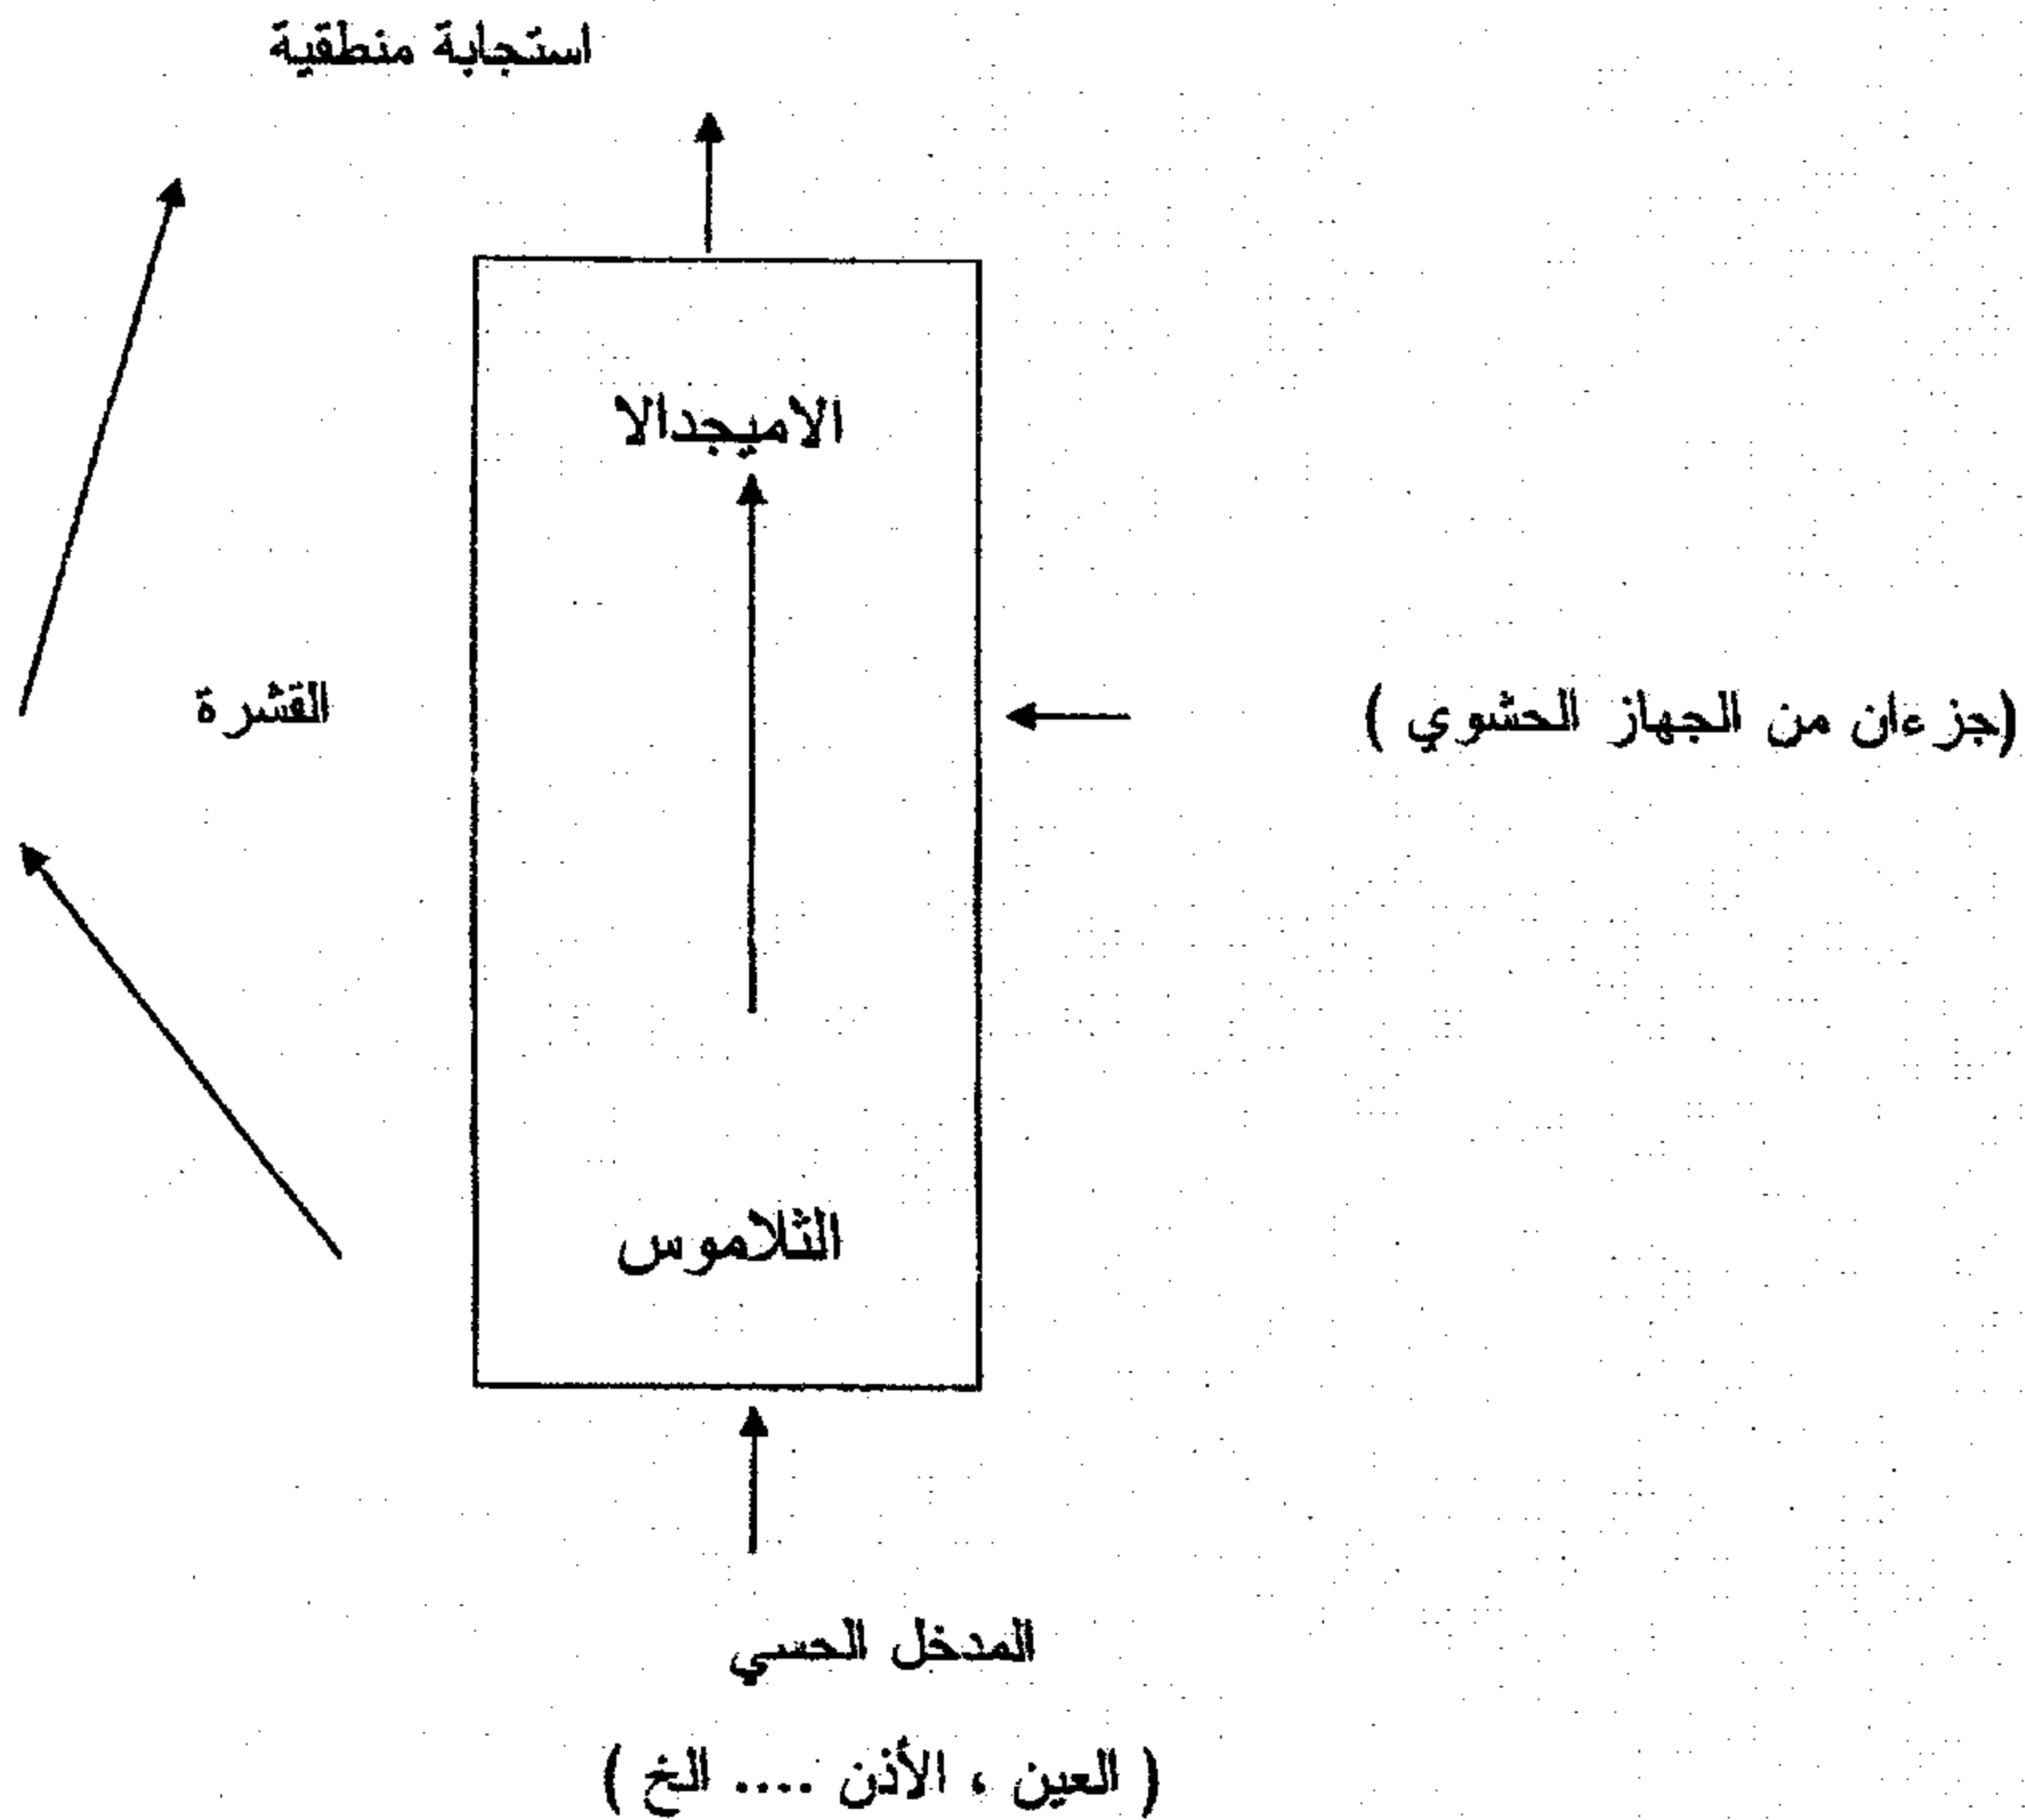 استجابة منطقية
الاميجدالا
(جزءان من الجهاز الحشوي )
القشرة
الثلاموس
المدخل الحسي
( العين ، الأذن .... الخ )